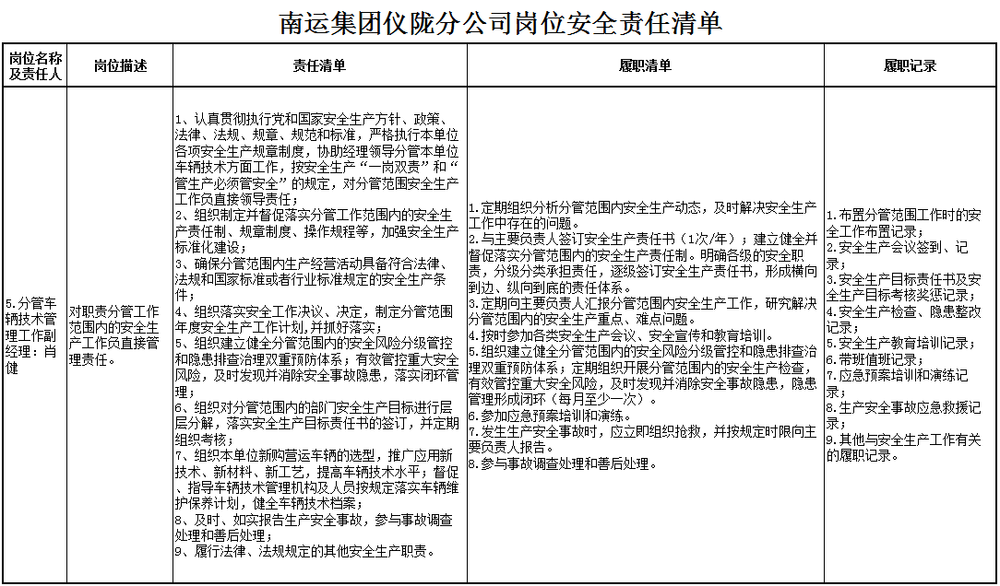 南运集团仪陇分公司岗位安全责任清单
岗位名称
及责任人
岗位描述
责任清单
履职清单
履职记录
5.分管车
辆技术管
理工作副
经理：肖
健
对职责分管工作
范围内的安全生
产工作负直接管
理责任。
1、认真贯彻执行党和国家安全生产方针、政策、
法律、法规、规章、规范和标准，严格执行本单位
各项安全生产规章制度，协助经理领导分管本单位
车辆技术方面工作，按安全生产“一岗双责”和“
管生产必须管安全”的规定，对分管范围安全生产
工作负直接领导责任；
2、组织制定并督促落实分管工作范围内的安全生
产责任制、规章制度、操作规程等，加强安全生产
标准化建设；
3、确保分管范围内生产经营活动具备符合法律、
法规和国家标准或者行业标准规定的安全生产条
件；
4、组织落实安全工作决议、决定，制定分管范围
年度安全生产工作计划,并抓好落实；
5、组织建立健全分管范围内的安全风险分级管控
和隐患排查治理双重预防体系；有效管控重大安全
风险，及时发现并消除安全事故隐患，落实闭环管
理；
6、组织对分管范围内的部门安全生产目标进行层
层分解，落实安全生产目标责任书的签订，并定期
组织考核；
7、组织本单位新购营运车辆的选型，推广应用新
技术、新材料、新工艺，提高车辆技术水平；督促
、指导车辆技术管理机构及人员按规定落实车辆维
护保养计划，健全车辆技术档案；
8、及时、如实报告生产安全事故，参与事故调查
处理和善后处理；
9、履行法律、法规规定的其他安全生产职责。
1.定期组织分析分管范围内安全生产动态，及时解决安全生产
工作中存在的问题。
2.与主要负责人签订安全生产责任书（1次/年）；建立健全并
督促落实分管范围内的安全生产责任制。明确各级的安全职
责，分级分类承担责任，逐级签订安全生产责任书，形成横向
到边、纵向到底的责任体系。
3.定期向主要负责人汇报分管范围内安全生产工作，研究解决
分管范围内的安全生产重点、难点问题。
4.按时参加各类安全生产会议、安全宣传和教育培训。
5.组织建立健全分管范围内的安全风险分级管控和隐患排查治
理双重预防体系；定期组织开展分管范围内的安全生产检查，
有效管控重大安全风险，及时发现并消除安全事故隐患，隐患
管理形成闭环（每月至少一次）。
6.参加应急预案培训和演练。
7.发生生产安全事故时，应立即组织抢救，并按规定时限向主
要负责人报告。
8.参与事故调查处理和善后处理。
1.布置分管范围工作时的安
全工作布置记录；
2.安全生产会议签到、记
录；
3.安全生产目标责任书及安
全生产目标考核奖惩记录；
4.安全生产检查、隐患整改
记录；
5.安全生产教育培训记录；
6.带班值班记录；
7.应急预案培训和演练记
录；
8.生产安全事故应急救援记
录；
9.其他与安全生产工作有关
的履职记录。